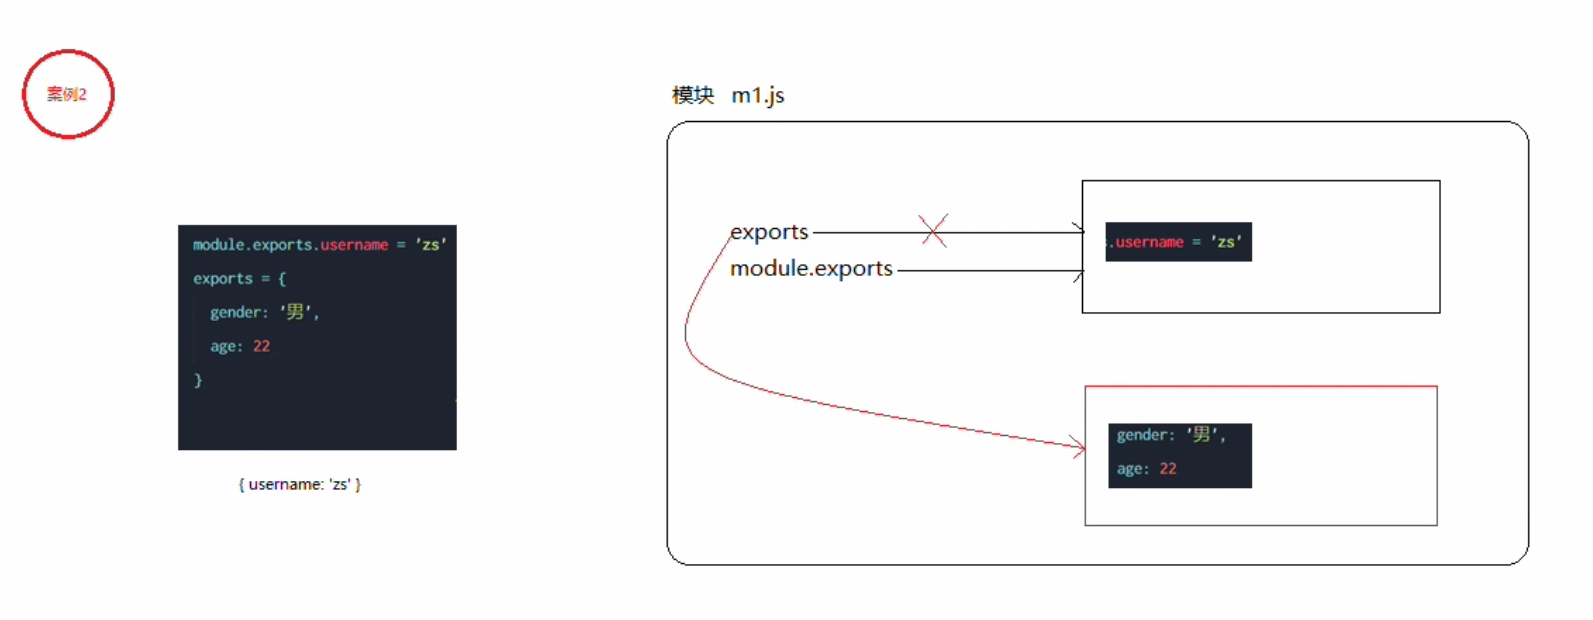 案例2
模块 m1.js
module.exports.username = 'zs'
exports = {
gender: '男',
age: 22
}
{ username: 'zs' }
exports
module.exports
.username = 'zs'
gender: '男',
age: 22